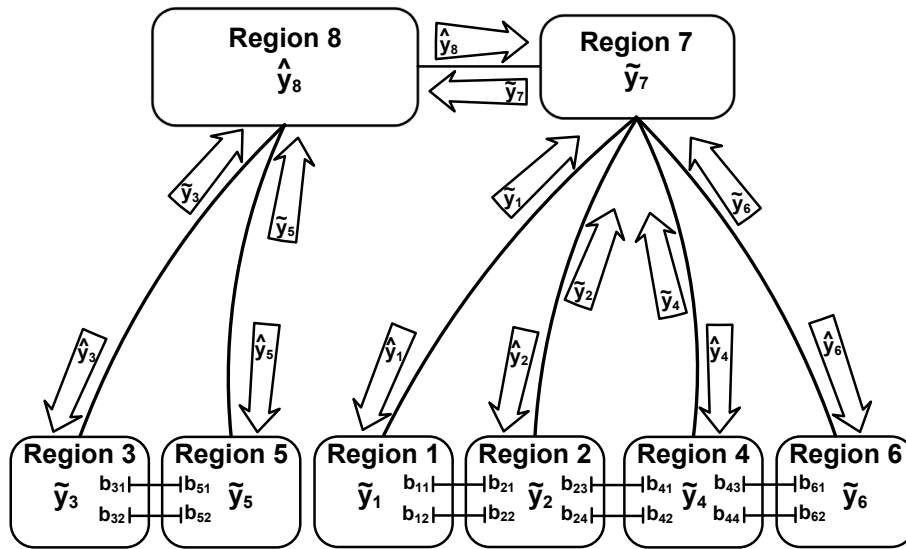 Region 8
ŷ₈
ŷ₈
Region 7
ỹ₇
ỹ₇
ỹ₃
ỹ₅
ỹ₁
ỹ₂
ỹ₄
ỹ₆
ŷ₃
ŷ₅
ŷ₁
ŷ₂
ŷ₄
ŷ₆
Region 3
ỹ₃
b₃₁
b₃₂
Region 5
b₅₁
b₅₂
ỹ₅
Region 1
ỹ₁
b₁₁
b₁₂
Region 2
b₂₁
b₂₂
ỹ₂
b₂₃
b₂₄
Region 4
b₄₁
b₄₂
ỹ₄
b₄₃
b₄₄
Region 6
b₆₁
b₆₂
ỹ₆